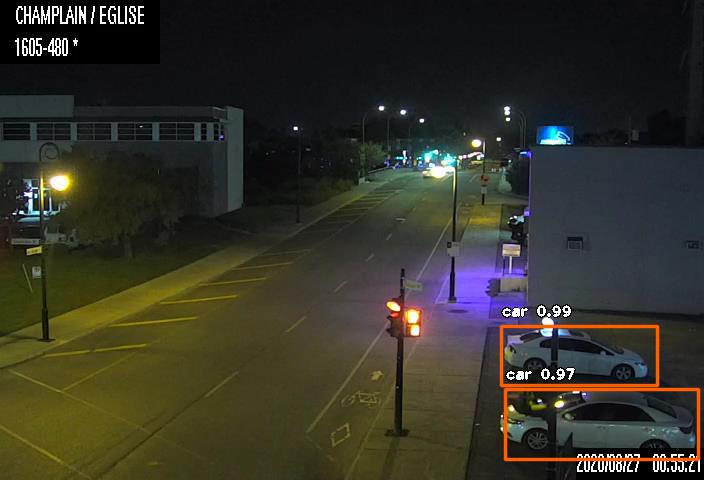 CHAMPLAIN / EGLISE
1605-480 *
car 0.99
car 0.97
2020/08/27 00:55:21